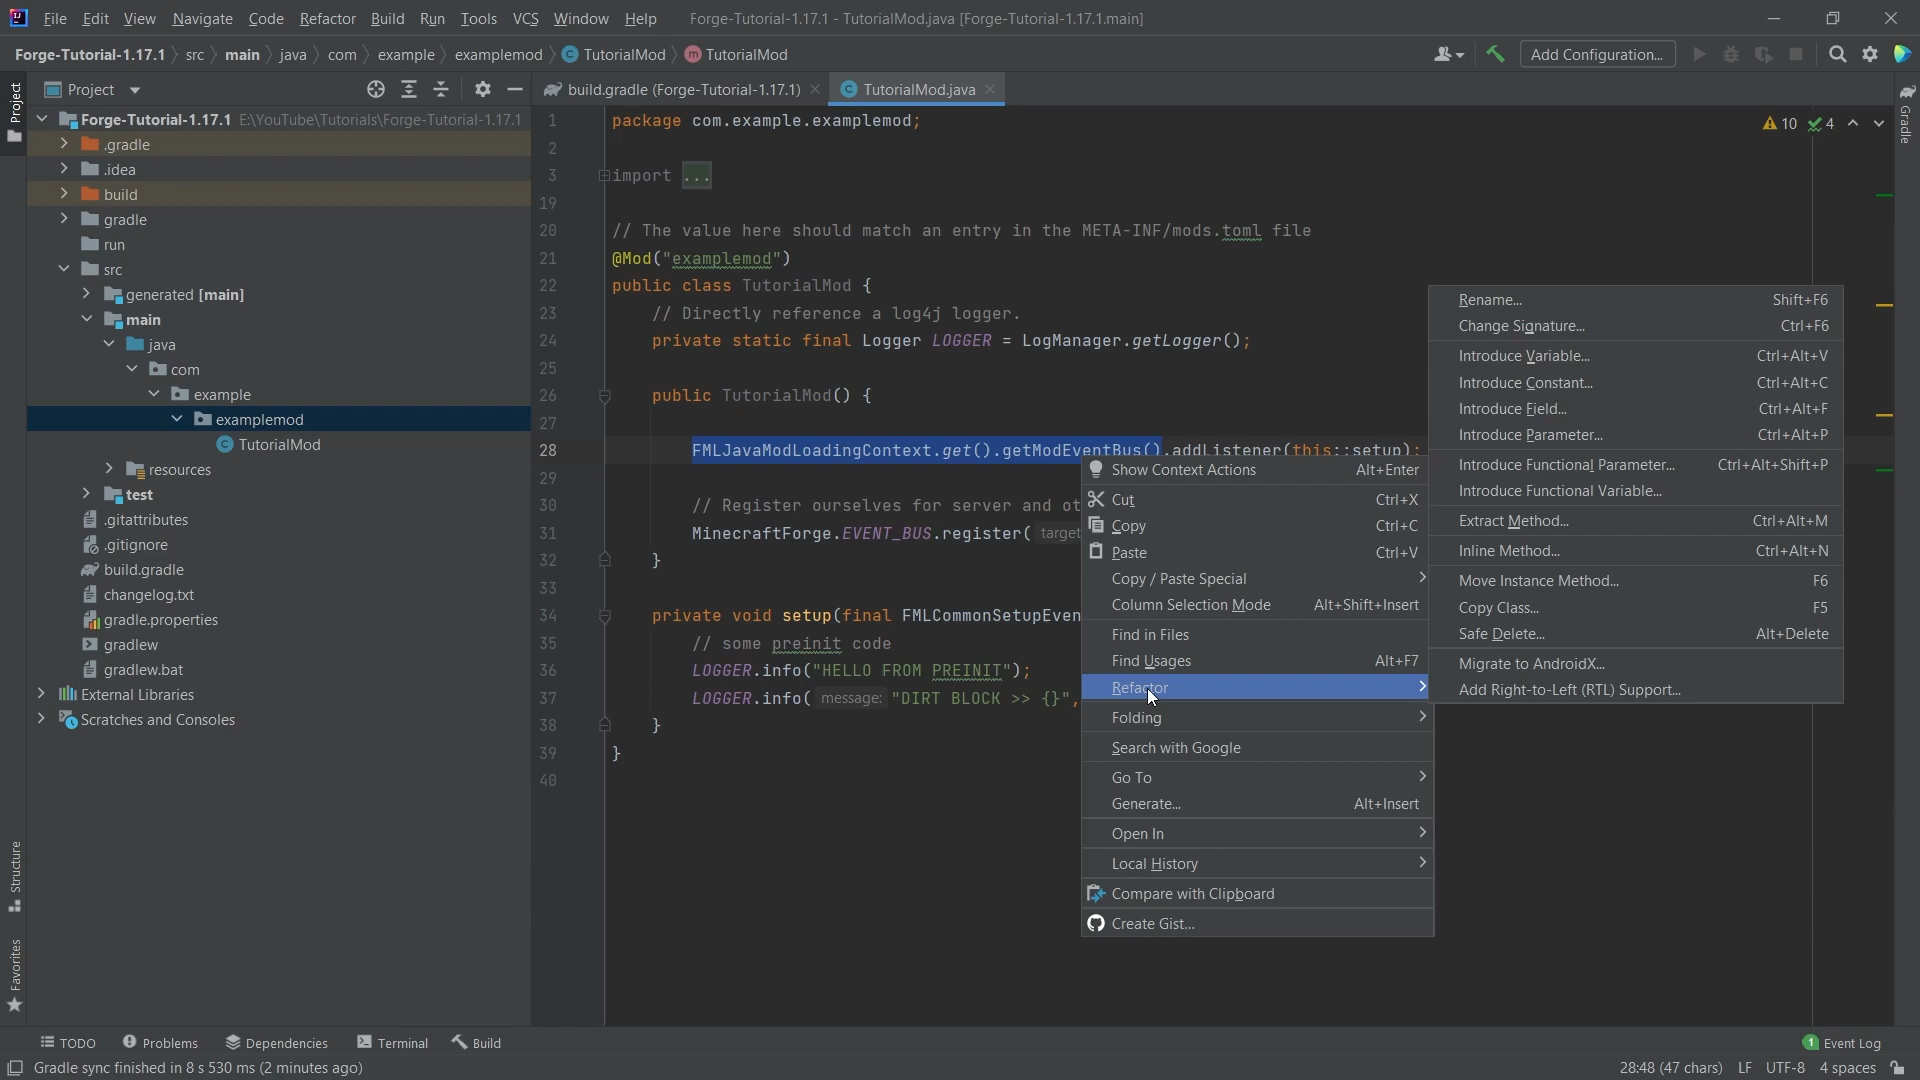 File Edit View Navigate Code Refactor Build Run Tools VCS Window Help Forge-Tutorial-1.17.1 - TutorialMod.java [Forge-Tutorial-1.17.1.main]
Forge-Tutorial-1.17.1 src main java com example examplemod TutorialMod TutorialMod Add Configuration...
Project
Project
build.gradle (Forge-Tutorial-1.17.1)
TutorialMod.java
Gradle
Forge-Tutorial-1.17.1 E:\YouTube\Tutorials\Forge-Tutorial-1.17.1
.gradle
.idea
build
gradle
run
src
generated [main]
main
java
com
example
examplemod
TutorialMod
resources
test
.gitattributes
.gitignore
build.gradle
changelog.txt
gradle.properties
gradlew
gradlew.bat
External Libraries
Scratches and Consoles
Structure
Favorites
10 4
1 package com.example.examplemod;
2
3 import ...
19
20 // The value here should match an entry in the META-INF/mods.toml file
21 @Mod("examplemod")
22 public class TutorialMod {
23 // Directly reference a log4j logger.
24 private static final Logger LOGGER = LogManager.getLogger();
25
26 public TutorialMod() {
27
28 FMLJavaModLoadingContext.get().getModEventBus().addListener(this::setup);
29
30 // Register ourselves for server and ot
31 MinecraftForge.EVENT_BUS.register( target
32 }
33
34 private void setup(final FMLCommonSetupEven
35 // some preinit code
36 LOGGER.info("HELLO FROM PREINIT");
37 LOGGER.info( message: "DIRT BLOCK >> {}",
38 }
39 }
40
Show Context Actions Alt+Enter
Cut Ctrl+X
Copy Ctrl+C
Paste Ctrl+V
Copy / Paste Special
Column Selection Mode Alt+Shift+Insert
Find in Files
Find Usages Alt+F7
Refactor
Folding
Search with Google
Go To
Generate... Alt+Insert
Open In
Local History
Compare with Clipboard
Create Gist...
Rename... Shift+F6
Change Signature... Ctrl+F6
Introduce Variable... Ctrl+Alt+V
Introduce Constant... Ctrl+Alt+C
Introduce Field... Ctrl+Alt+F
Introduce Parameter... Ctrl+Alt+P
Introduce Functional Parameter... Ctrl+Alt+Shift+P
Introduce Functional Variable...
Extract Method... Ctrl+Alt+M
Inline Method... Ctrl+Alt+N
Move Instance Method... F6
Copy Class... F5
Safe Delete... Alt+Delete
Migrate to AndroidX...
Add Right-to-Left (RTL) Support...
TODO Problems Dependencies Terminal Build 1 Event Log
Gradle sync finished in 8 s 530 ms (2 minutes ago) 28:48 (47 chars) LF UTF-8 4 spaces